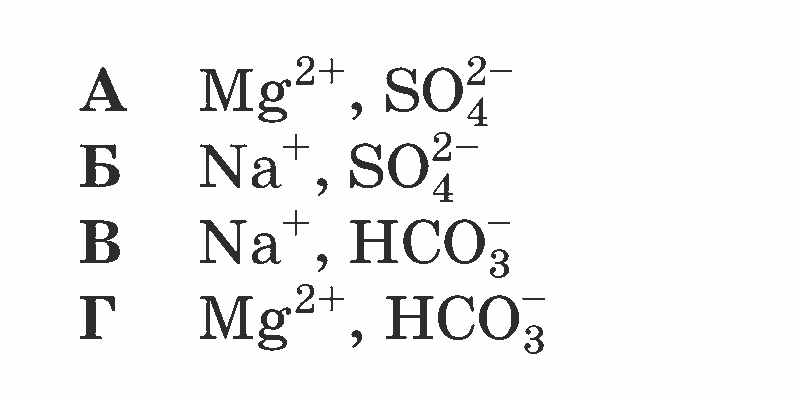 А Mg²⁺, SO₄²⁻
Б Na⁺, SO₄²⁻
В Na⁺, HCO₃⁻
Г Mg²⁺, HCO₃⁻